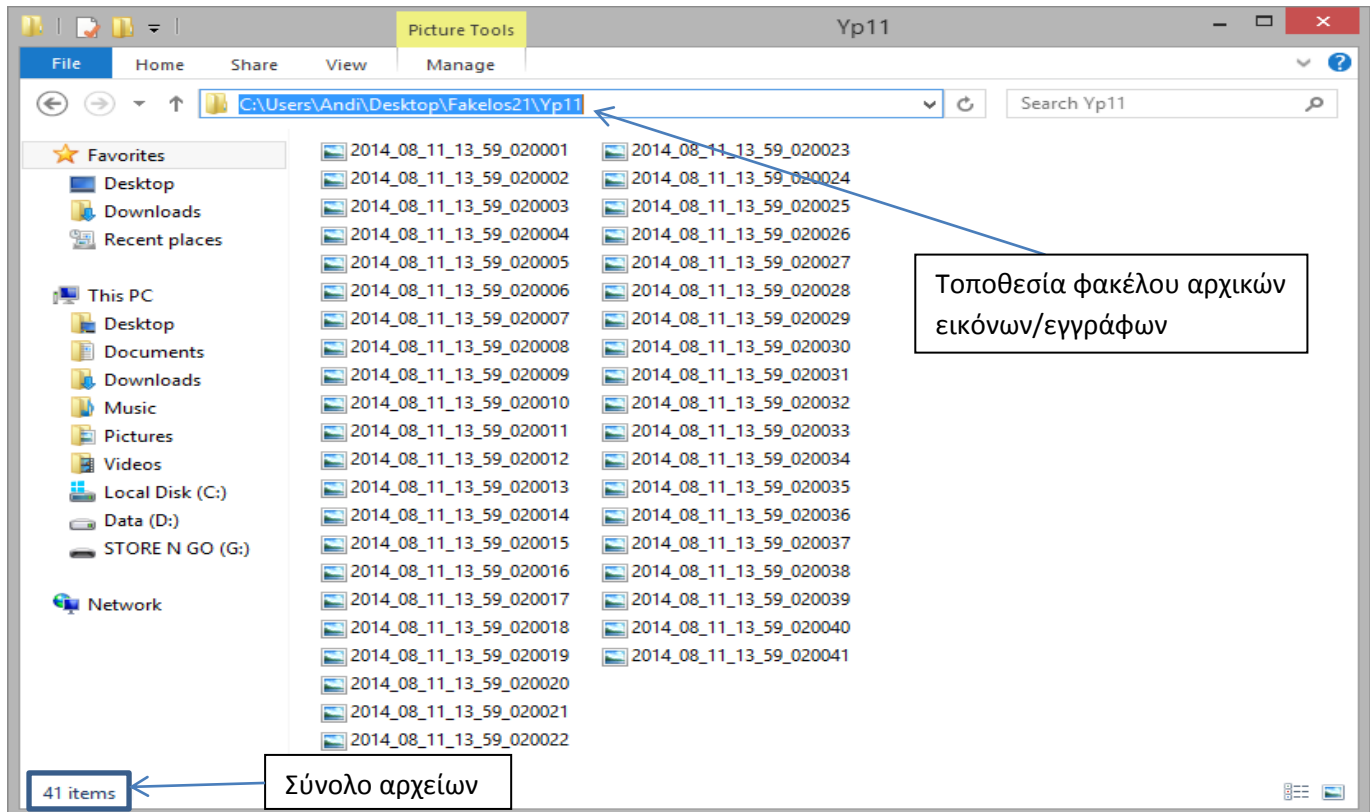 Picture Tools
Yp11
File Home Share View Manage
C:\Users\Andi\Desktop\Fakelos21\Yp11
Search Yp11
Favorites
Desktop
Downloads
Recent places
This PC
Desktop
Documents
Downloads
Music
Pictures
Videos
Local Disk (C:)
Data (D:)
STORE N GO (G:)
Network
2014_08_11_13_59_020001
2014_08_11_13_59_020002
2014_08_11_13_59_020003
2014_08_11_13_59_020004
2014_08_11_13_59_020005
2014_08_11_13_59_020006
2014_08_11_13_59_020007
2014_08_11_13_59_020008
2014_08_11_13_59_020009
2014_08_11_13_59_020010
2014_08_11_13_59_020011
2014_08_11_13_59_020012
2014_08_11_13_59_020013
2014_08_11_13_59_020014
2014_08_11_13_59_020015
2014_08_11_13_59_020016
2014_08_11_13_59_020017
2014_08_11_13_59_020018
2014_08_11_13_59_020019
2014_08_11_13_59_020020
2014_08_11_13_59_020021
2014_08_11_13_59_020022
2014_08_11_13_59_020023
2014_08_11_13_59_020024
2014_08_11_13_59_020025
2014_08_11_13_59_020026
2014_08_11_13_59_020027
2014_08_11_13_59_020028
2014_08_11_13_59_020029
2014_08_11_13_59_020030
2014_08_11_13_59_020031
2014_08_11_13_59_020032
2014_08_11_13_59_020033
2014_08_11_13_59_020034
2014_08_11_13_59_020035
2014_08_11_13_59_020036
2014_08_11_13_59_020037
2014_08_11_13_59_020038
2014_08_11_13_59_020039
2014_08_11_13_59_020040
2014_08_11_13_59_020041
Τοποθεσία φακέλου αρχικών
εικόνων/εγγράφων
41 items
Σύνολο αρχείων